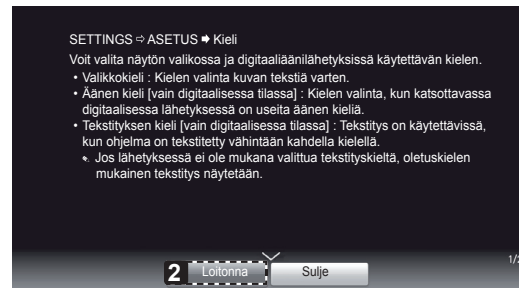 SETTINGS ⇨ ASETUS ➡ Kieli
Voit valita näytön valikossa ja digitaaliäänilähetyksissä käytettävän kielen.
• Valikkokieli : Kielen valinta kuvan tekstiä varten.
• Äänen kieli [vain digitaalisessa tilassa] : Kielen valinta, kun katsottavassa
digitaalisessa lähetyksessä on useita äänen kieliä.
• Tekstityksen kieli [vain digitaalisessa tilassa] : Tekstitys on käytettävissä,
kun ohjelma on tekstitetty vähintään kahdella kielellä.
Jos lähetyksessä ei ole mukana valittua tekstityskieltä, oletuskielen
mukainen tekstitys näytetään.
1/2
2 Loitonna Sulje